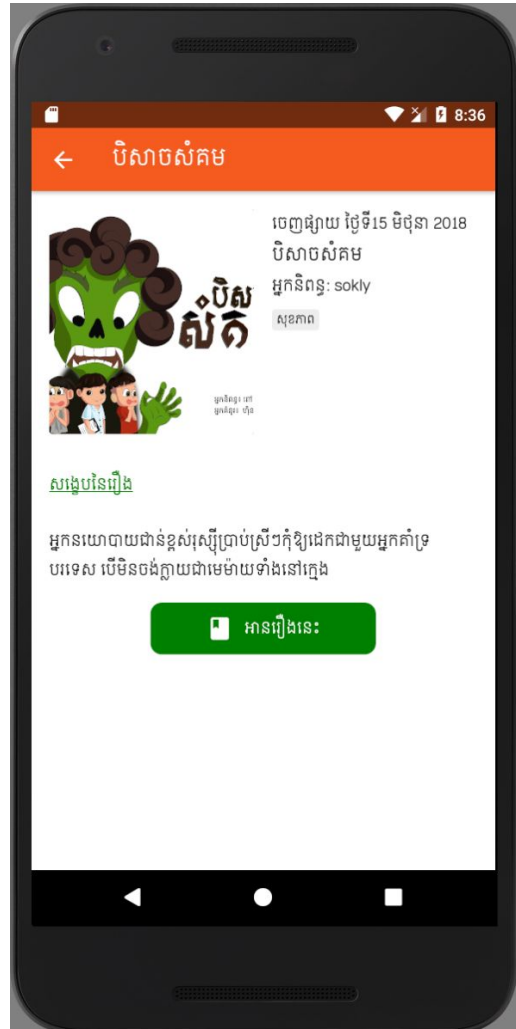 8:36
បិសាចសំគម
ចេញផ្សាយ ថ្ងៃទី15 មិថុនា 2018
បិសាចសំគម
អ្នកនិពន្ធ: sokly
សុខភាព
បិស
សំគ
សង្ខេបនៃរឿង
អ្នកនយោបាយជាន់ខ្ពស់រុស្ស៊ីប្រាប់ស្រីៗកុំឱ្យដេកជាមួយអ្នកគាំទ្រ
បរទេស បើមិនចង់ក្លាយជាមេម៉ាយទាំងនៅក្មេង
អានរឿងនេះ